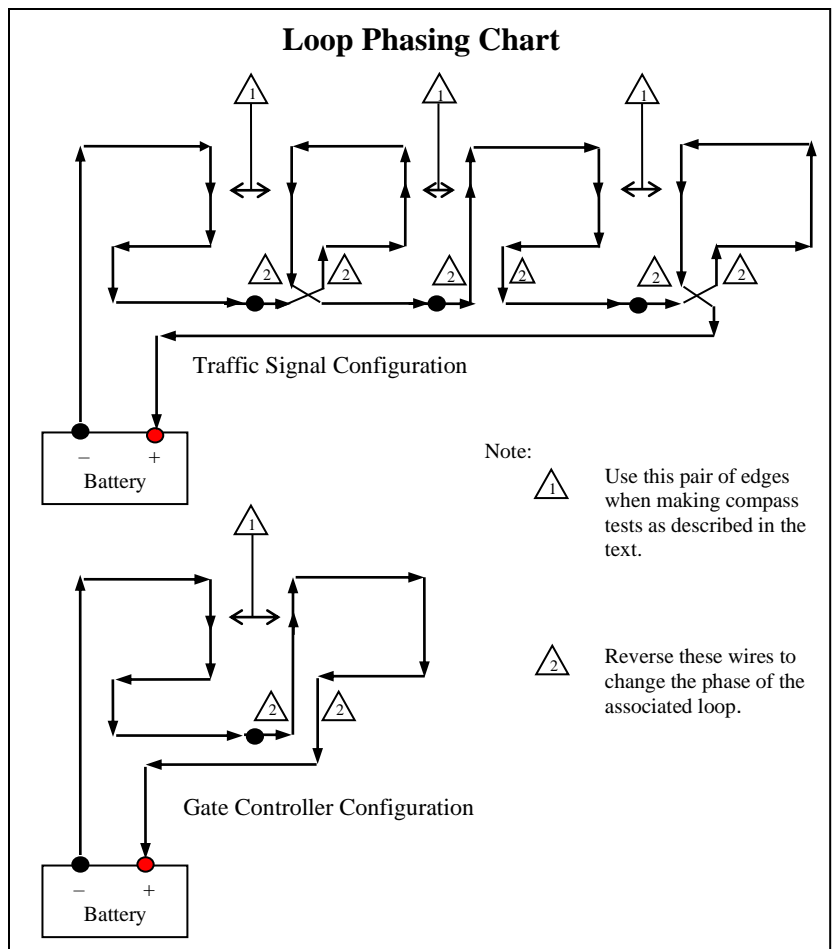 Loop Phasing Chart
1 1 1
2 2 2 2 2 2
Traffic Signal Configuration
– +
Battery
Note:
1 Use this pair of edges
when making compass
tests as described in the
text.
1
2 Reverse these wires to
change the phase of the
associated loop.
2 2
Gate Controller Configuration
– +
Battery